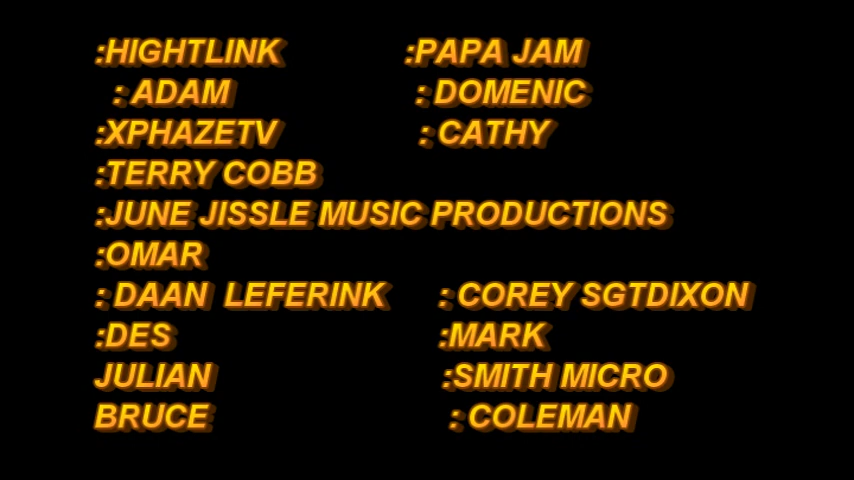 :HIGHTLINK :PAPA JAM
: ADAM : DOMENIC
:XPHAZETV : CATHY
:TERRY COBB
:JUNE JISSLE MUSIC PRODUCTIONS
:OMAR
: DAAN LEFERINK : COREY SGTDIXON
:DES :MARK
JULIAN :SMITH MICRO
BRUCE : COLEMAN